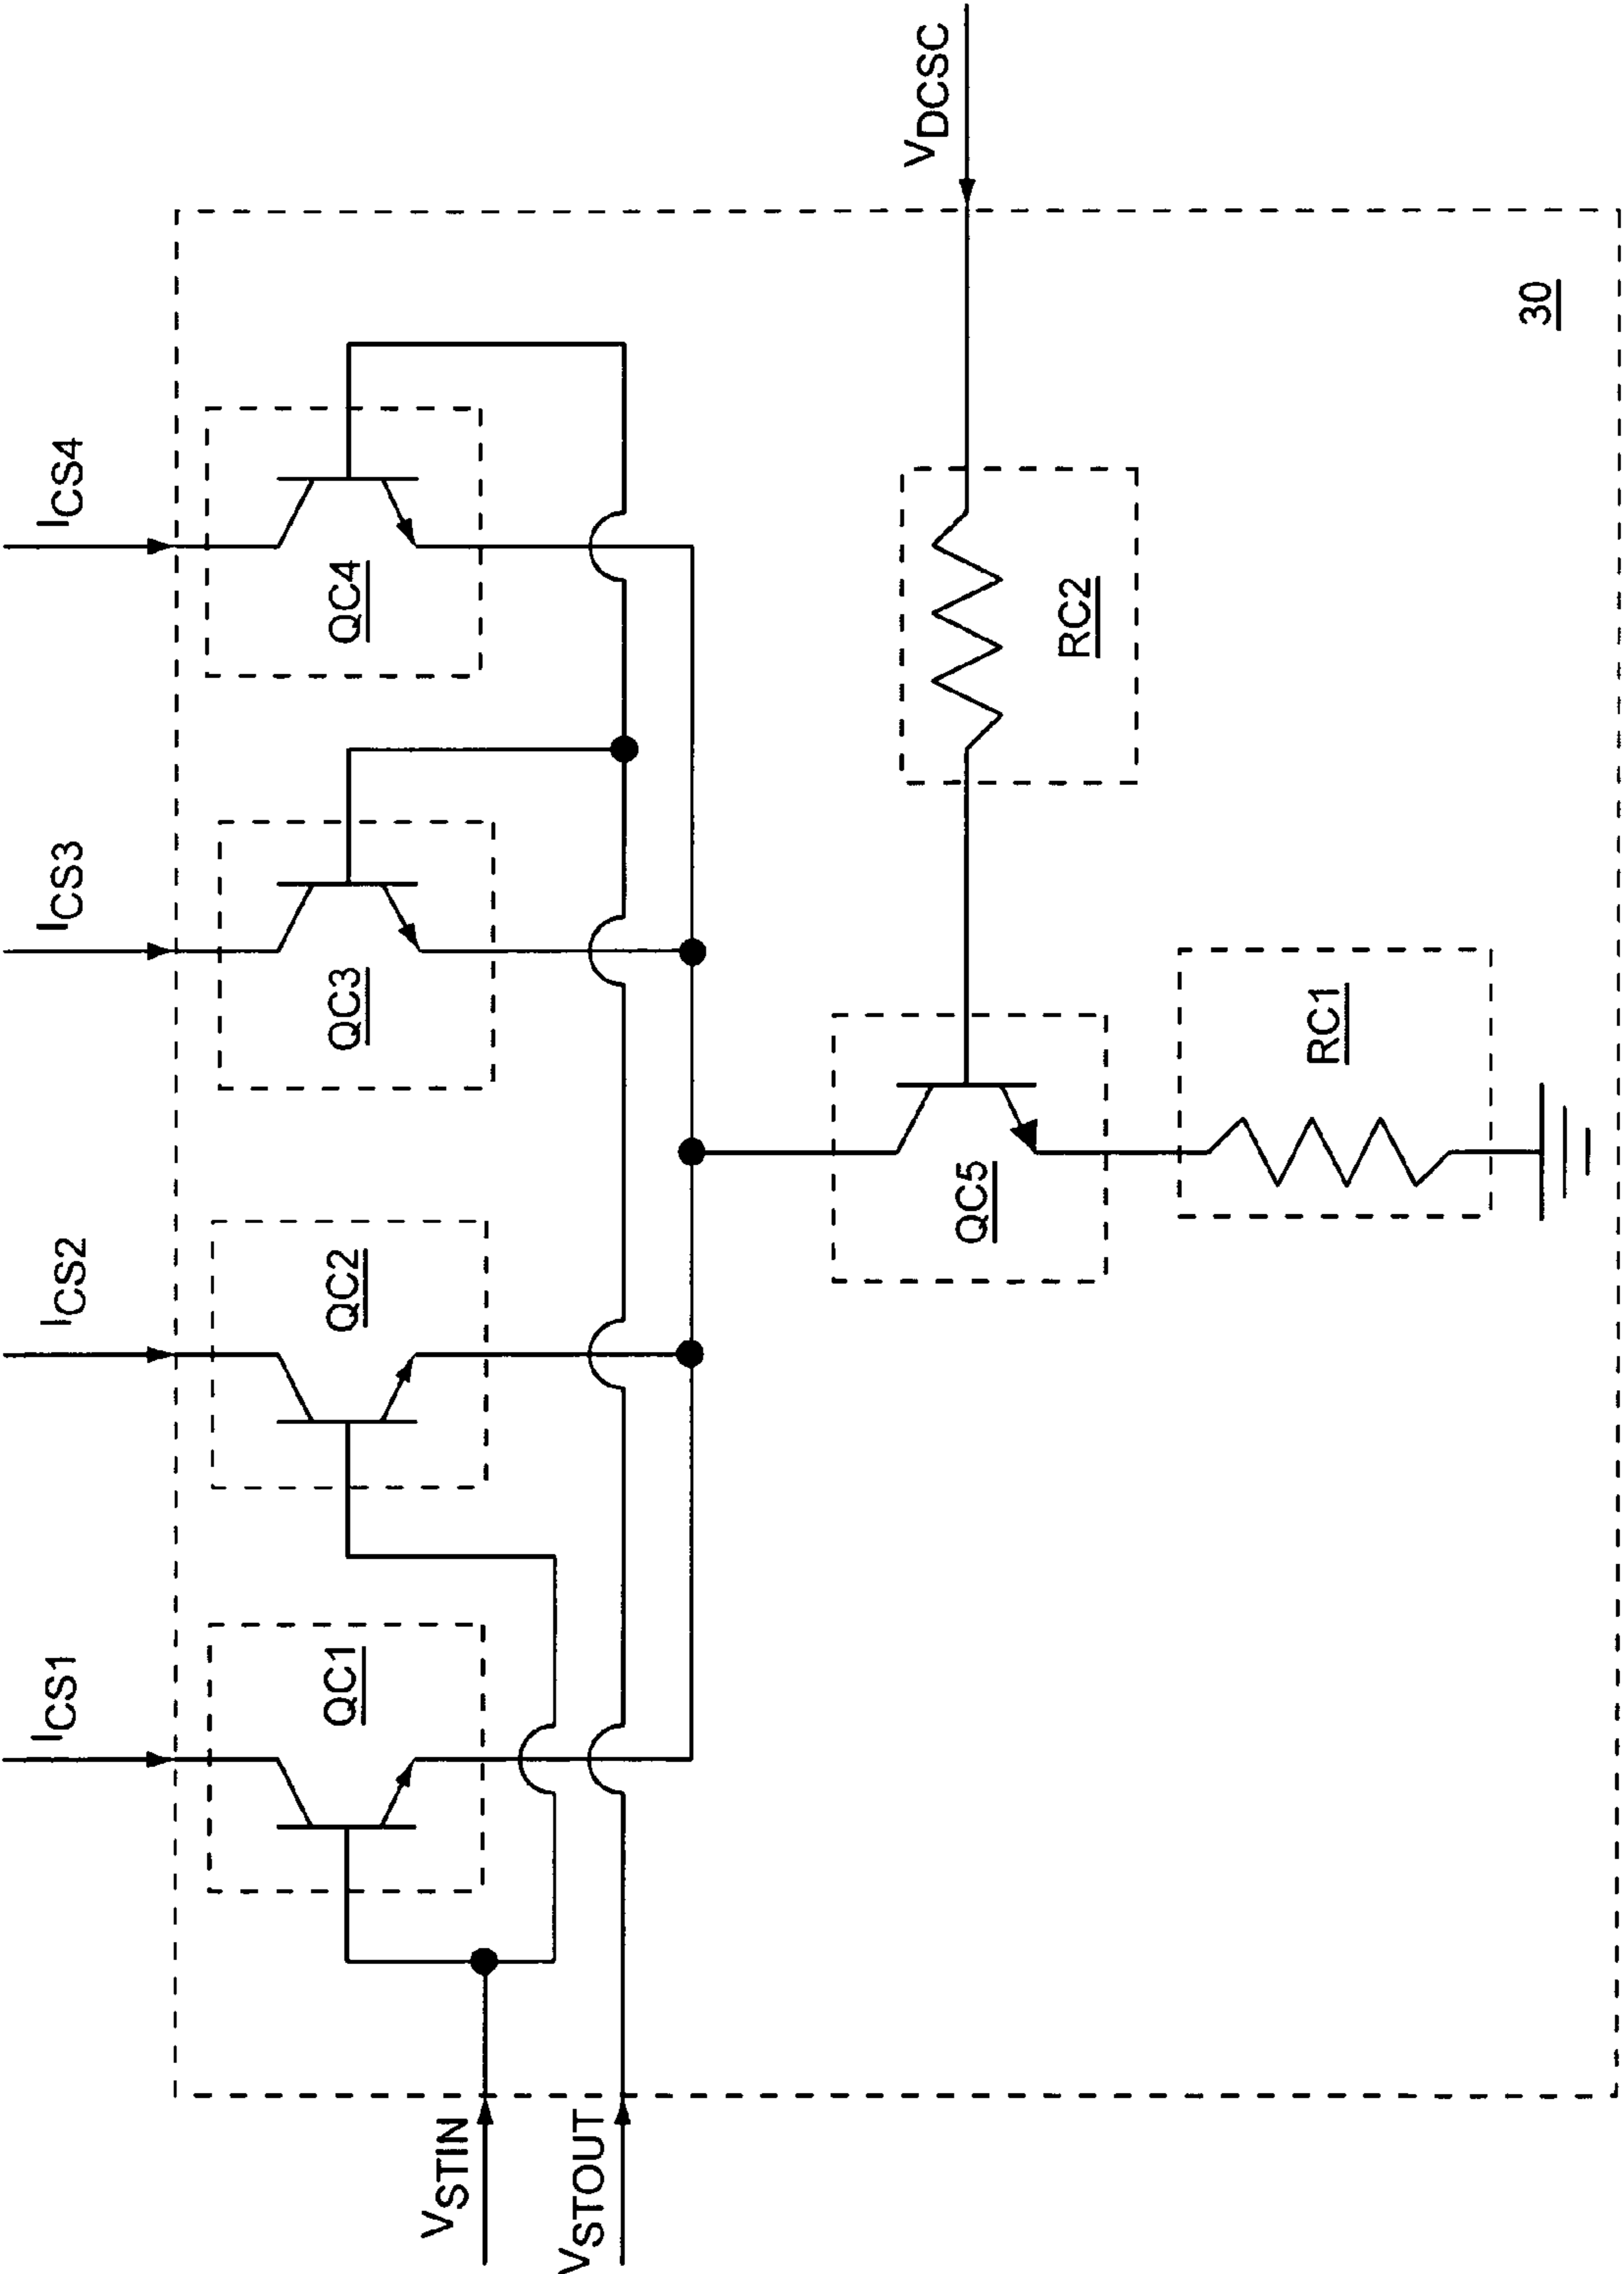 ICS1
ICS2
ICS3
ICS4
QC1
QC2
QC3
QC4
VSTIN
VSTOUT
VDCSC
QC5
RC2
RC1
30